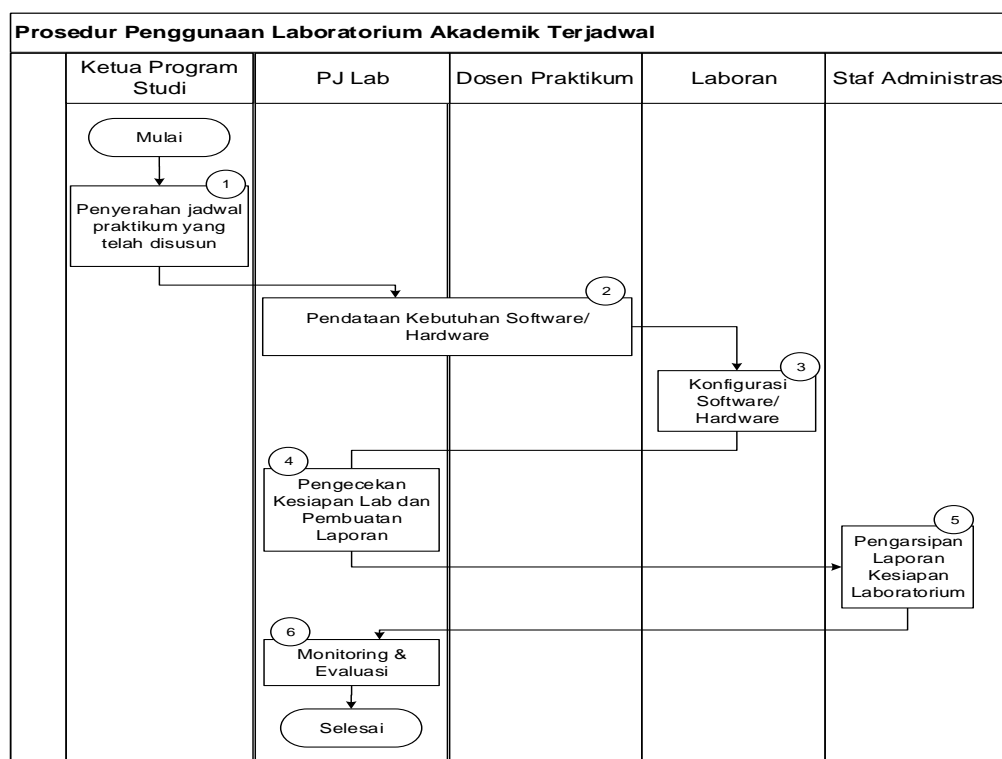 Prosedur Penggunaan Laboratorium Akademik Terjadwal
Ketua Program
Studi
PJ Lab
Dosen Praktikum
Laboran
Staf Administras
Mulai
1
Penyerahan jadwal
praktikum yang
telah disusun
2
Pendataan Kebutuhan Software/
Hardware
3
Konfigurasi
Software/
Hardware
4
Pengecekan
Kesiapan Lab dan
Pembuatan
Laporan
5
Pengarsipan
Laporan
Kesiapan
Laboratorium
6
Monitoring &
Evaluasi
Selesai